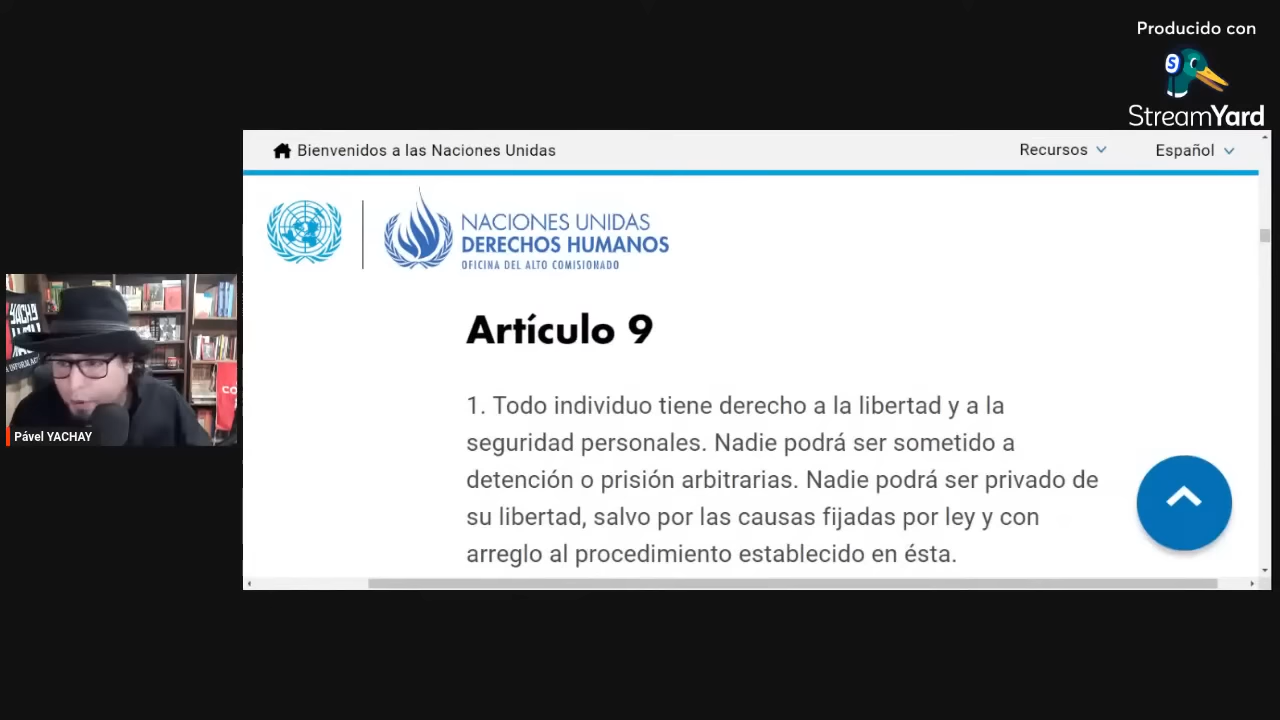 Producido con
StreamYard
Bienvenidos a las Naciones Unidas
Recursos
Español
NACIONES UNIDAS
DERECHOS HUMANOS
OFICINA DEL ALTO COMISIONADO
Artículo 9
1. Todo individuo tiene derecho a la libertad y a la
seguridad personales. Nadie podrá ser sometido a
detención o prisión arbitrarias. Nadie podrá ser privado de
su libertad, salvo por las causas fijadas por ley y con
arreglo al procedimiento establecido en ésta.
YACHAY
Pável YACHAY